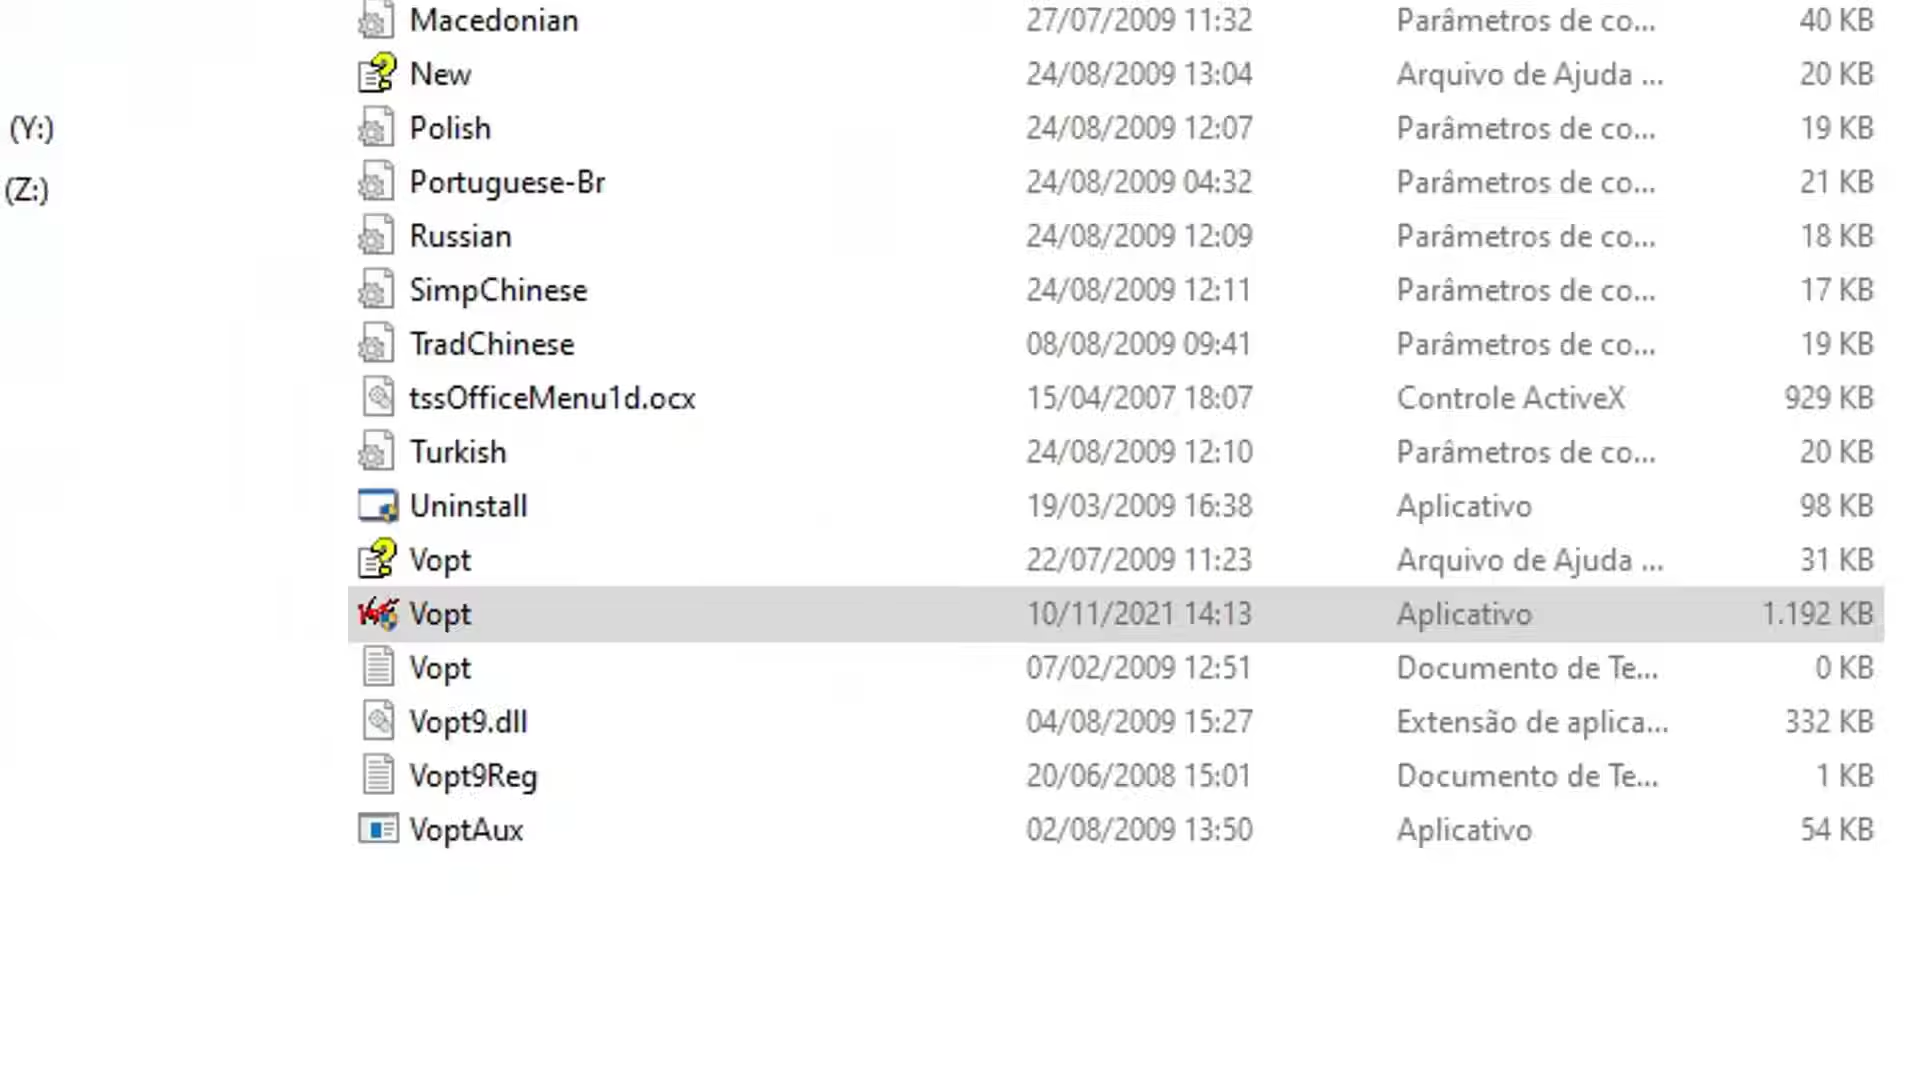 Macedonian 27/07/2009 11:32 Parâmetros de co... 40 KB
New 24/08/2009 13:04 Arquivo de Ajuda ... 20 KB
(Y:) Polish 24/08/2009 12:07 Parâmetros de co... 19 KB
(Z:) Portuguese-Br 24/08/2009 04:32 Parâmetros de co... 21 KB
Russian 24/08/2009 12:09 Parâmetros de co... 18 KB
SimpChinese 24/08/2009 12:11 Parâmetros de co... 17 KB
TradChinese 08/08/2009 09:41 Parâmetros de co... 19 KB
tssOfficeMenu1d.ocx 15/04/2007 18:07 Controle ActiveX 929 KB
Turkish 24/08/2009 12:10 Parâmetros de co... 20 KB
Uninstall 19/03/2009 16:38 Aplicativo 98 KB
Vopt 22/07/2009 11:23 Arquivo de Ajuda ... 31 KB
Vopt 10/11/2021 14:13 Aplicativo 1.192 KB
Vopt 07/02/2009 12:51 Documento de Te... 0 KB
Vopt9.dll 04/08/2009 15:27 Extensão de aplica... 332 KB
Vopt9Reg 20/06/2008 15:01 Documento de Te... 1 KB
VoptAux 02/08/2009 13:50 Aplicativo 54 KB